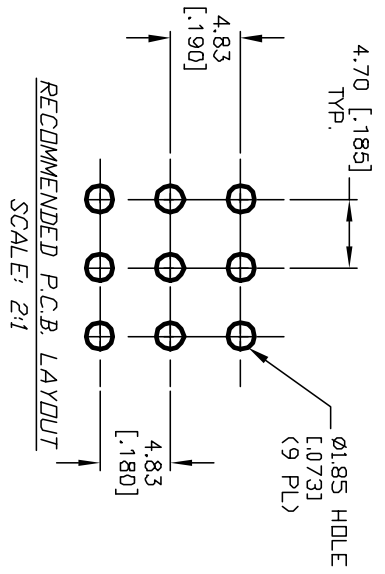 4.70 [.185]
TYP.
4.83
[.190]
Ø1.85 HOLE
[.073]
(9 PL)
4.83
[.180]
RECOMMENDED P.C.B. LAYOUT
SCALE: 2:1